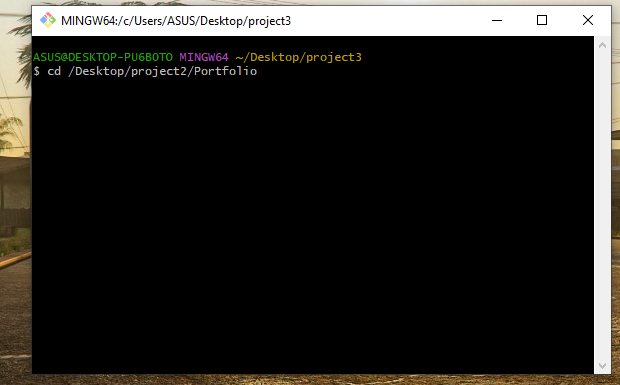 MINGW64:/c/Users/ASUS/Desktop/project3
ASUS@DESKTOP-PU6BOTO MINGW64 ~/Desktop/project3
$ cd /Desktop/project2/Portfolio